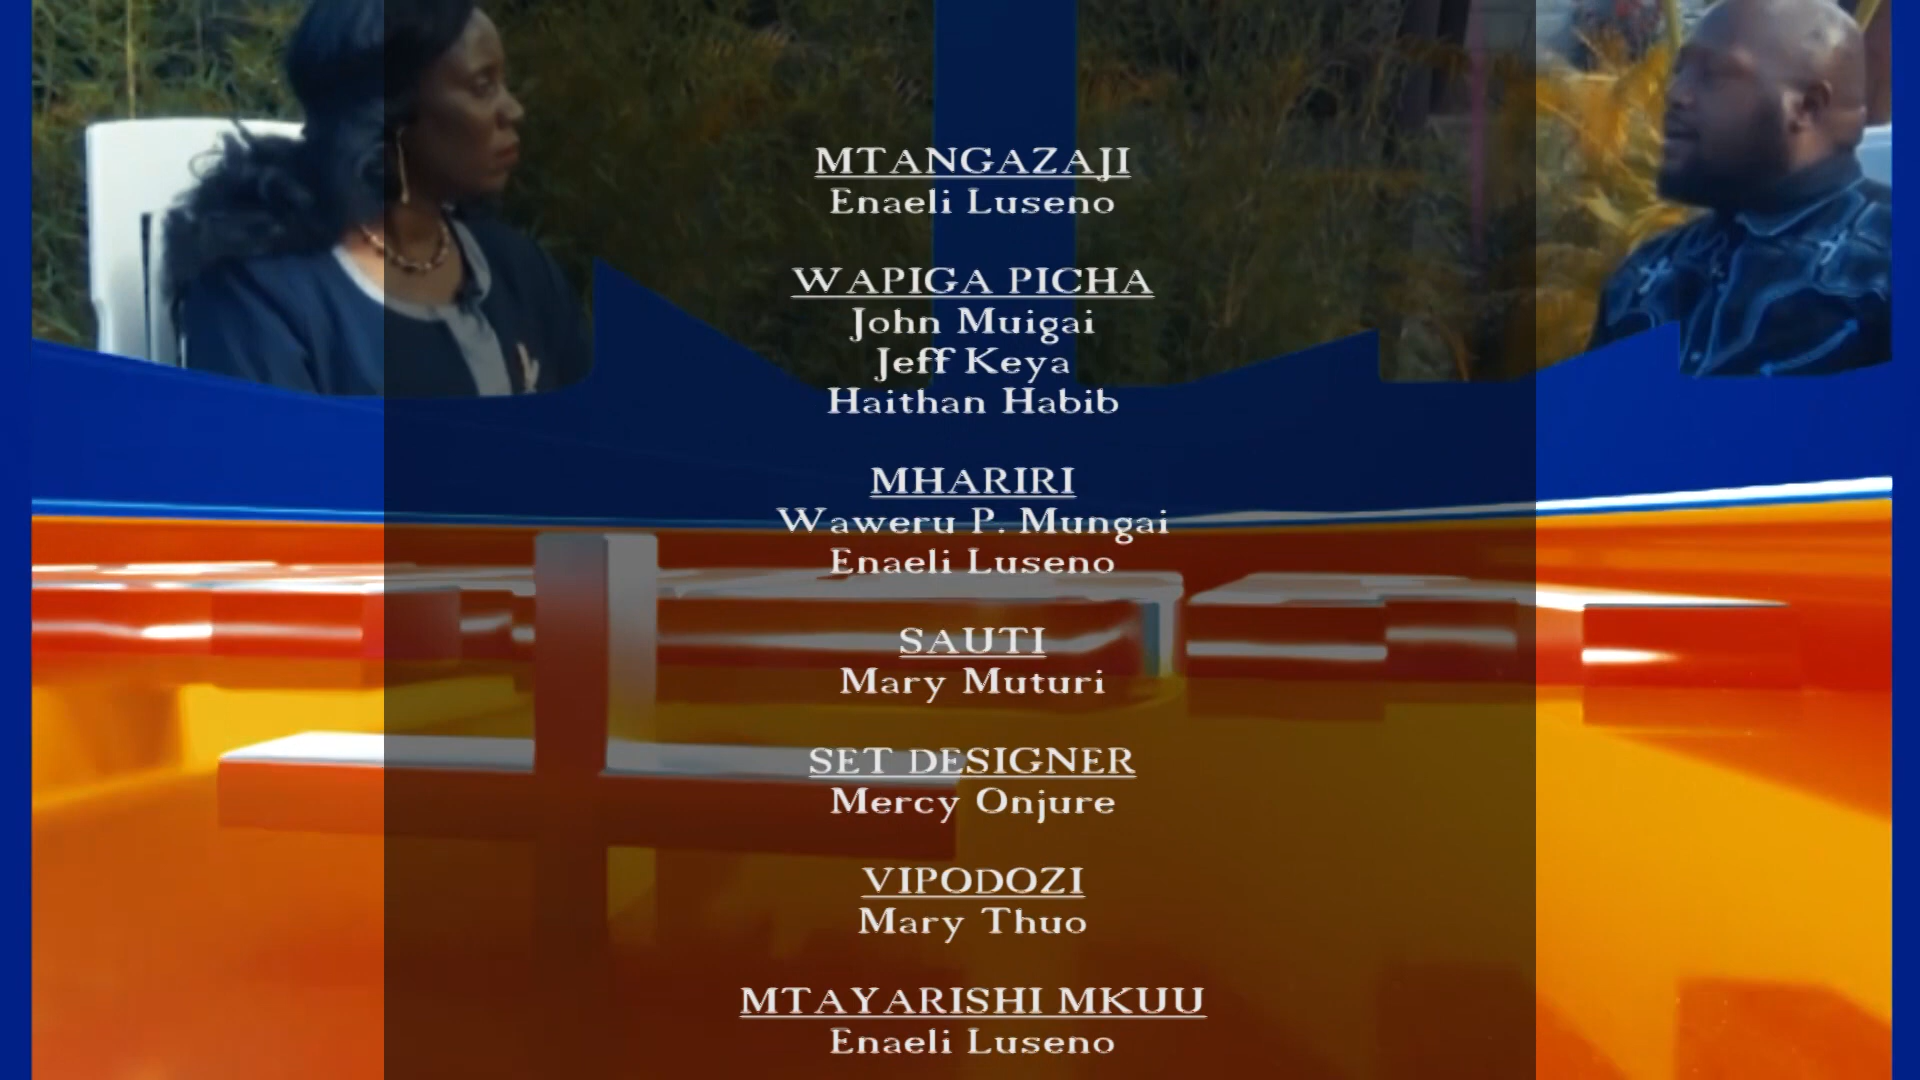 MTANGAZAJI
Enaeli Luseno
WAPIGA PICHA
John Muigai
Jeff Keya
Haithan Habib
MHARIRI
Waweru P. Mungai
Enaeli Luseno
SAUTI
Mary Muturi
SET DESIGNER
Mercy Onjure
VIPODOZI
Mary Thuo
MTAYARISHI MKUU
Enaeli Luseno